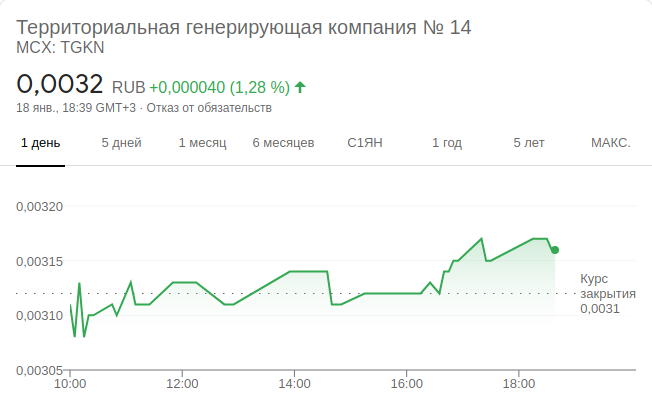 Территориальная генерирующая компания № 14
MCX: TGKN
0,0032 RUB +0,000040 (1,28 %)
18 янв., 18:39 GMT+3 · Отказ от обязательств
1 день 5 дней 1 месяц 6 месяцев С1ЯН 1 год 5 лет МАКС.
0,00320
0,00315
0,00310
0,00305
Курс
закрытия
0,0031
10:00 12:00 14:00 16:00 18:00